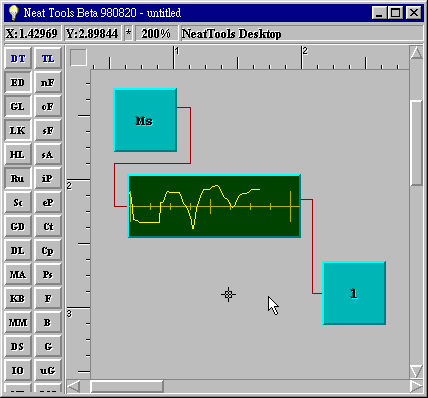 Neat Tools Beta 980820 - untitled
X:1.42969 Y:2.89844 * 200% NeatTools Desktop
1 2
DT TL
ED nF
GL oF
LK sF
HL sA
Ru iP
Sc eP
GD Ct
DL Cp
MA Ps
KB F
MM B
DS G
IO uG
Ms
2
1
3